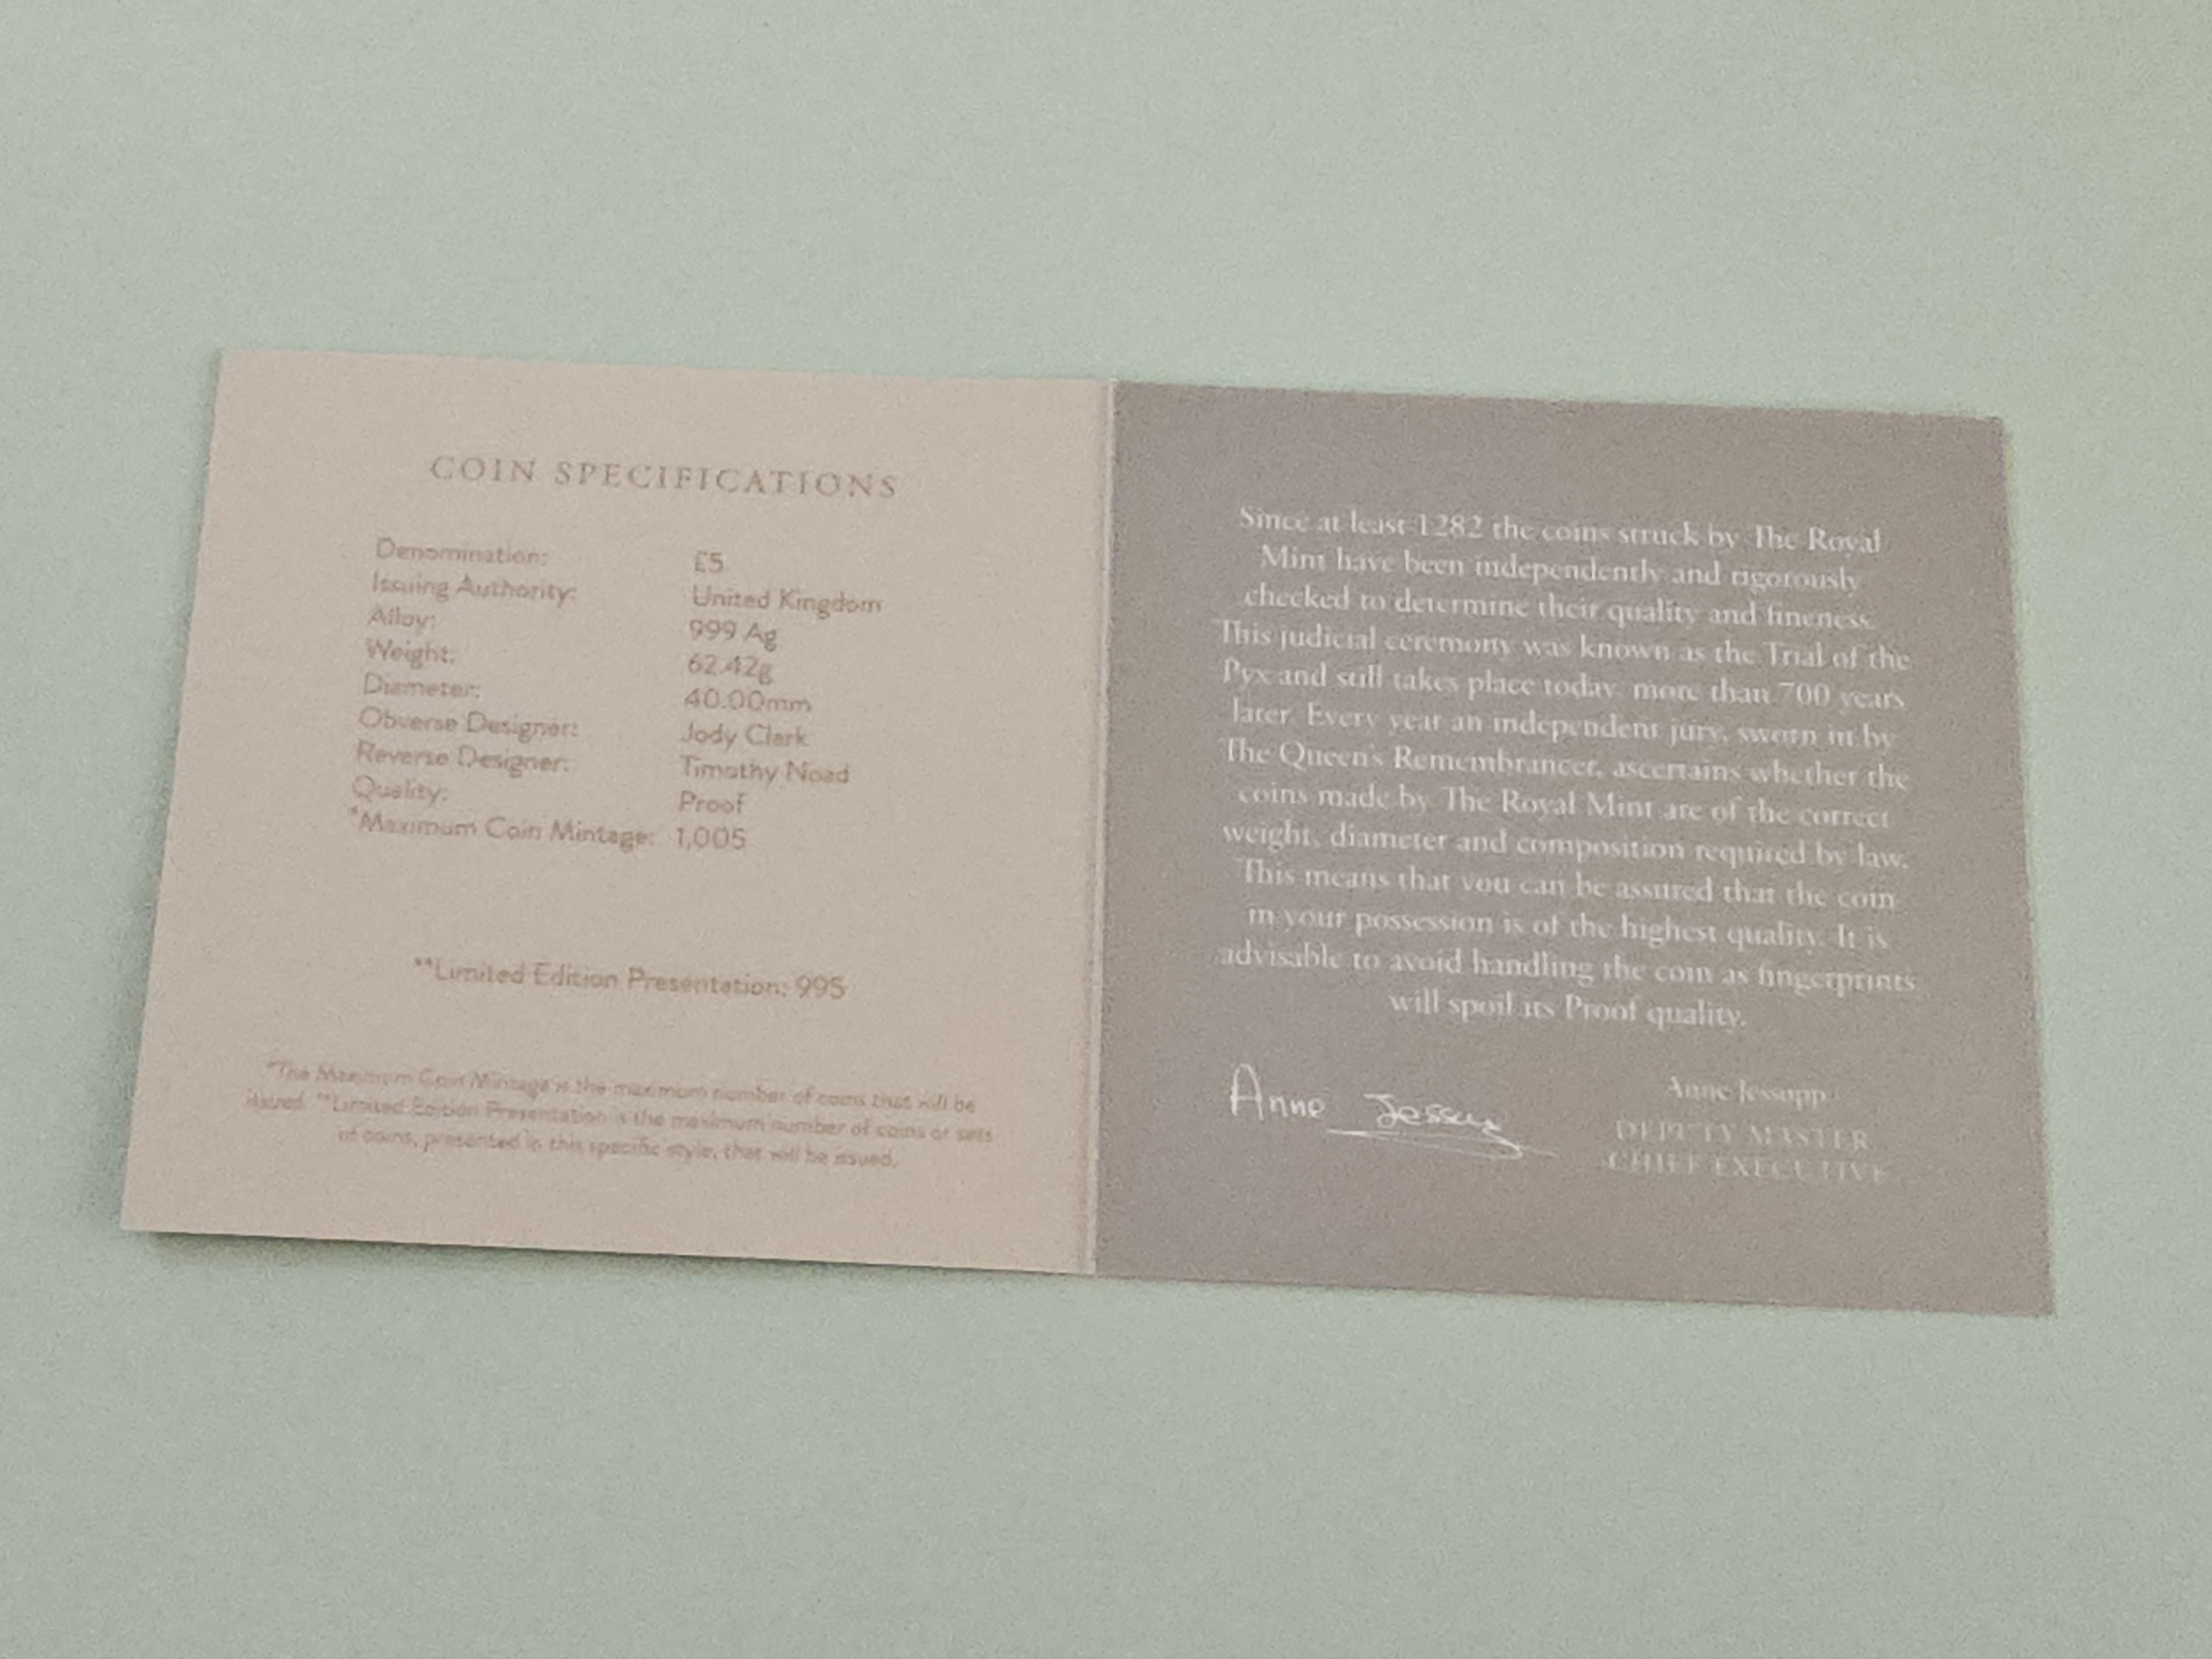 COIN SPECIFICATIONS
Denomination: £5
Issuing Authority: United Kingdom
Alloy: 999 Ag
Weight: 62.42g
Diameter: 40.00mm
Obverse Designer: Jody Clark
Reverse Designer: Timothy Noad
Quality: Proof
*Maximum Coin Mintage: 1,005
**Limited Edition Presentation: 995
*The Maximum Coin Mintage is the maximum number of coins that will be
issued. **Limited Edition Presentation is the maximum number of coins or sets
of coins, presented in this specific style, that will be issued.
Since at least 1282 the coins struck by The Royal
Mint have been independently and rigorously
checked to determine their quality and fineness.
This judicial ceremony was known as the Trial of the
Pyx and still takes place today, more than 700 years
later. Every year an independent jury, sworn in by
The Queen's Remembrancer, ascertains whether the
coins made by The Royal Mint are of the correct
weight, diameter and composition required by law.
This means that you can be assured that the coin
in your possession is of the highest quality. It is
advisable to avoid handling the coin as fingerprints
will spoil its Proof quality.
Anne Jessopp
Anne Jessopp
DEPUTY MASTER
CHIEF EXECUTIVE